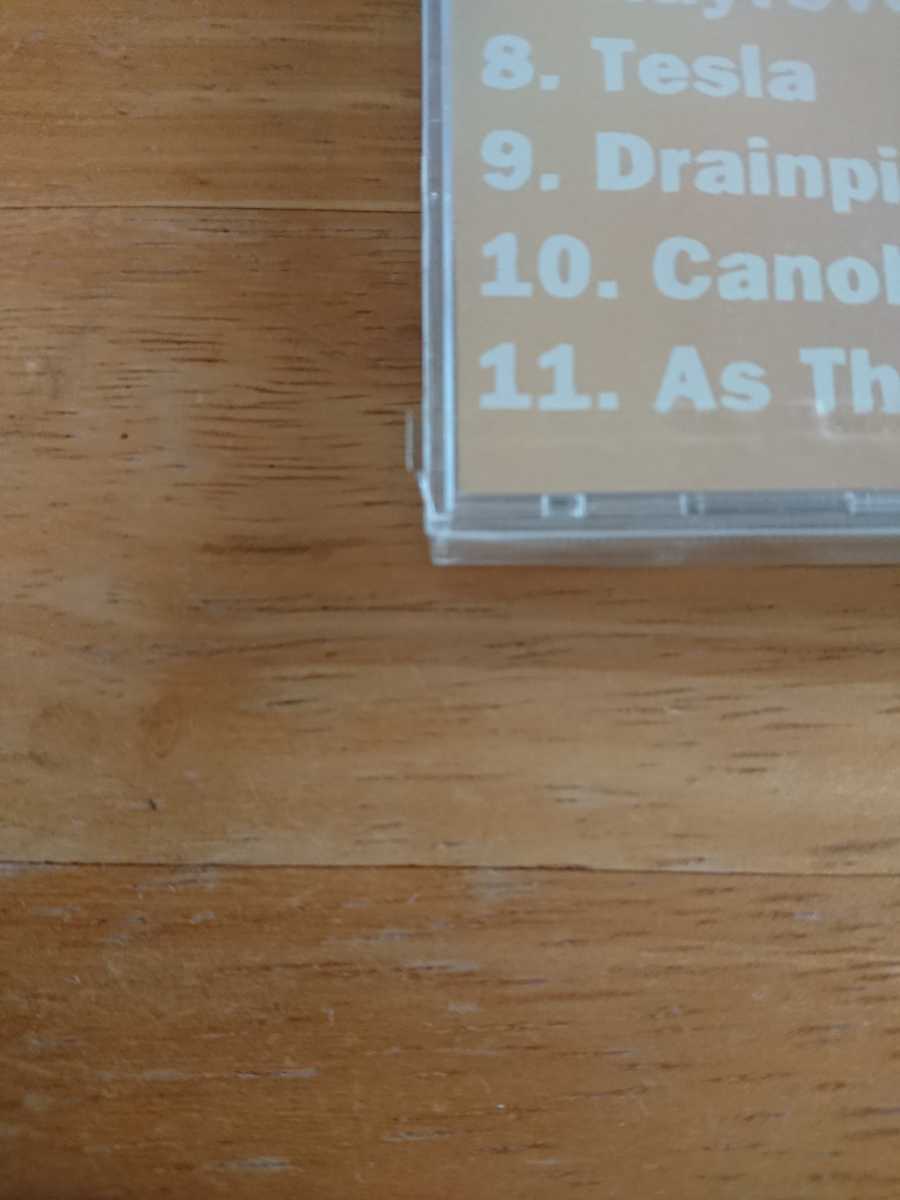 8. Tesla
9. Drainpi
10. Canol
11. As Th